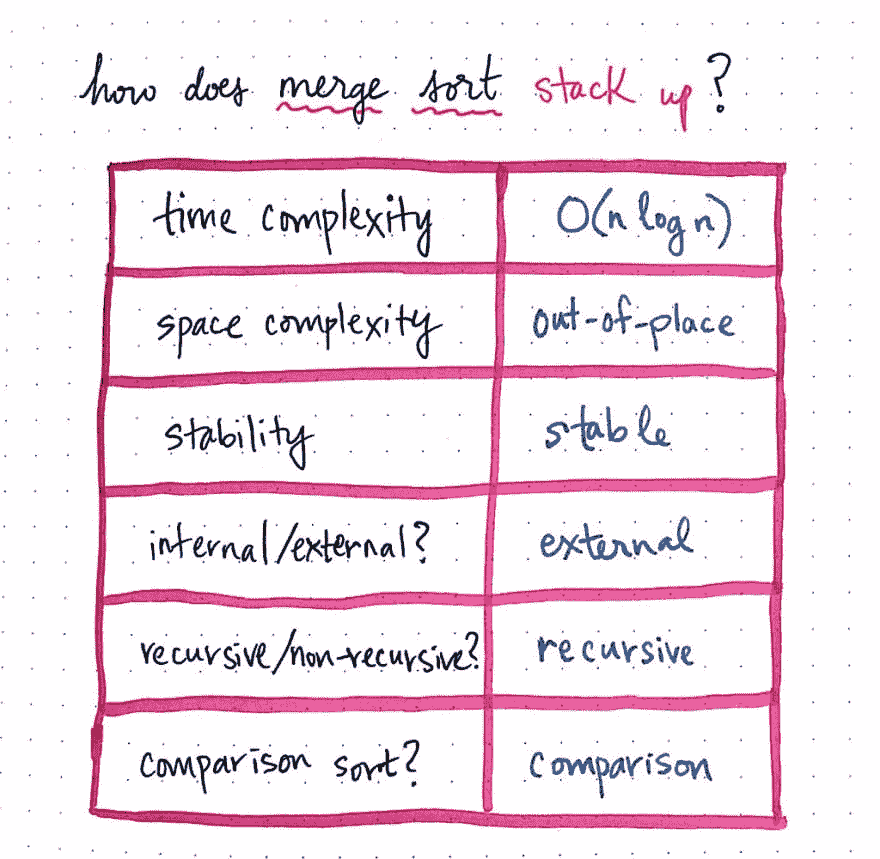 how does merge sort stack up?
time complexity O(n log n)
space complexity out-of-place
stability stable
internal/external? external
recursive/non-recursive? recursive
comparison sort? comparison